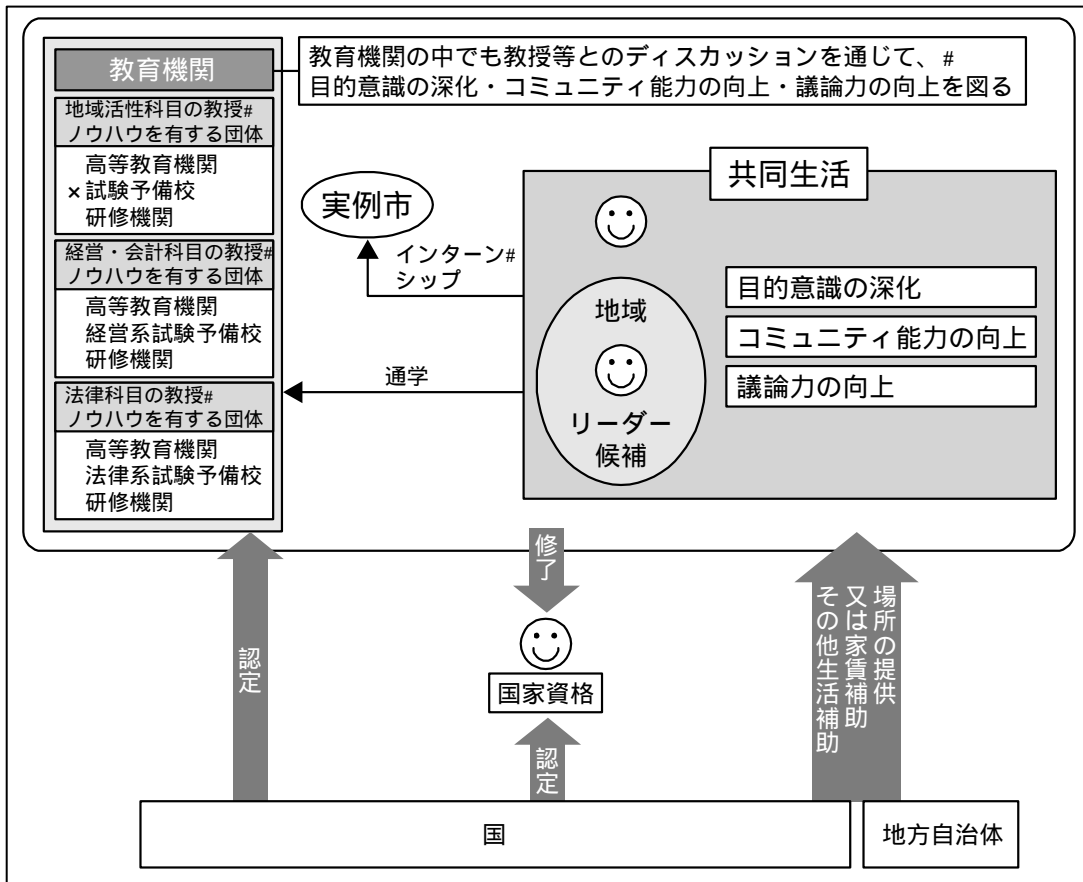 教育機関
教育機関の中でも教授等とのディスカッションを通じて、#
目的意識の深化・コミュニティ能力の向上・議論力の向上を図る
地域活性科目の教授#
ノウハウを有する団体
高等教育機関
×試験予備校
研修機関
経営・会計科目の教授#
ノウハウを有する団体
高等教育機関
経営系試験予備校
研修機関
法律科目の教授#
ノウハウを有する団体
高等教育機関
法律系試験予備校
研修機関
実例市
インターン#
シップ
通学
共同生活
地域
リーダー
候補
目的意識の深化
コミュニティ能力の向上
議論力の向上
認定
修了
国家資格
認定
場所の提供
又は家賃補助
その他生活補助
国
地方自治体